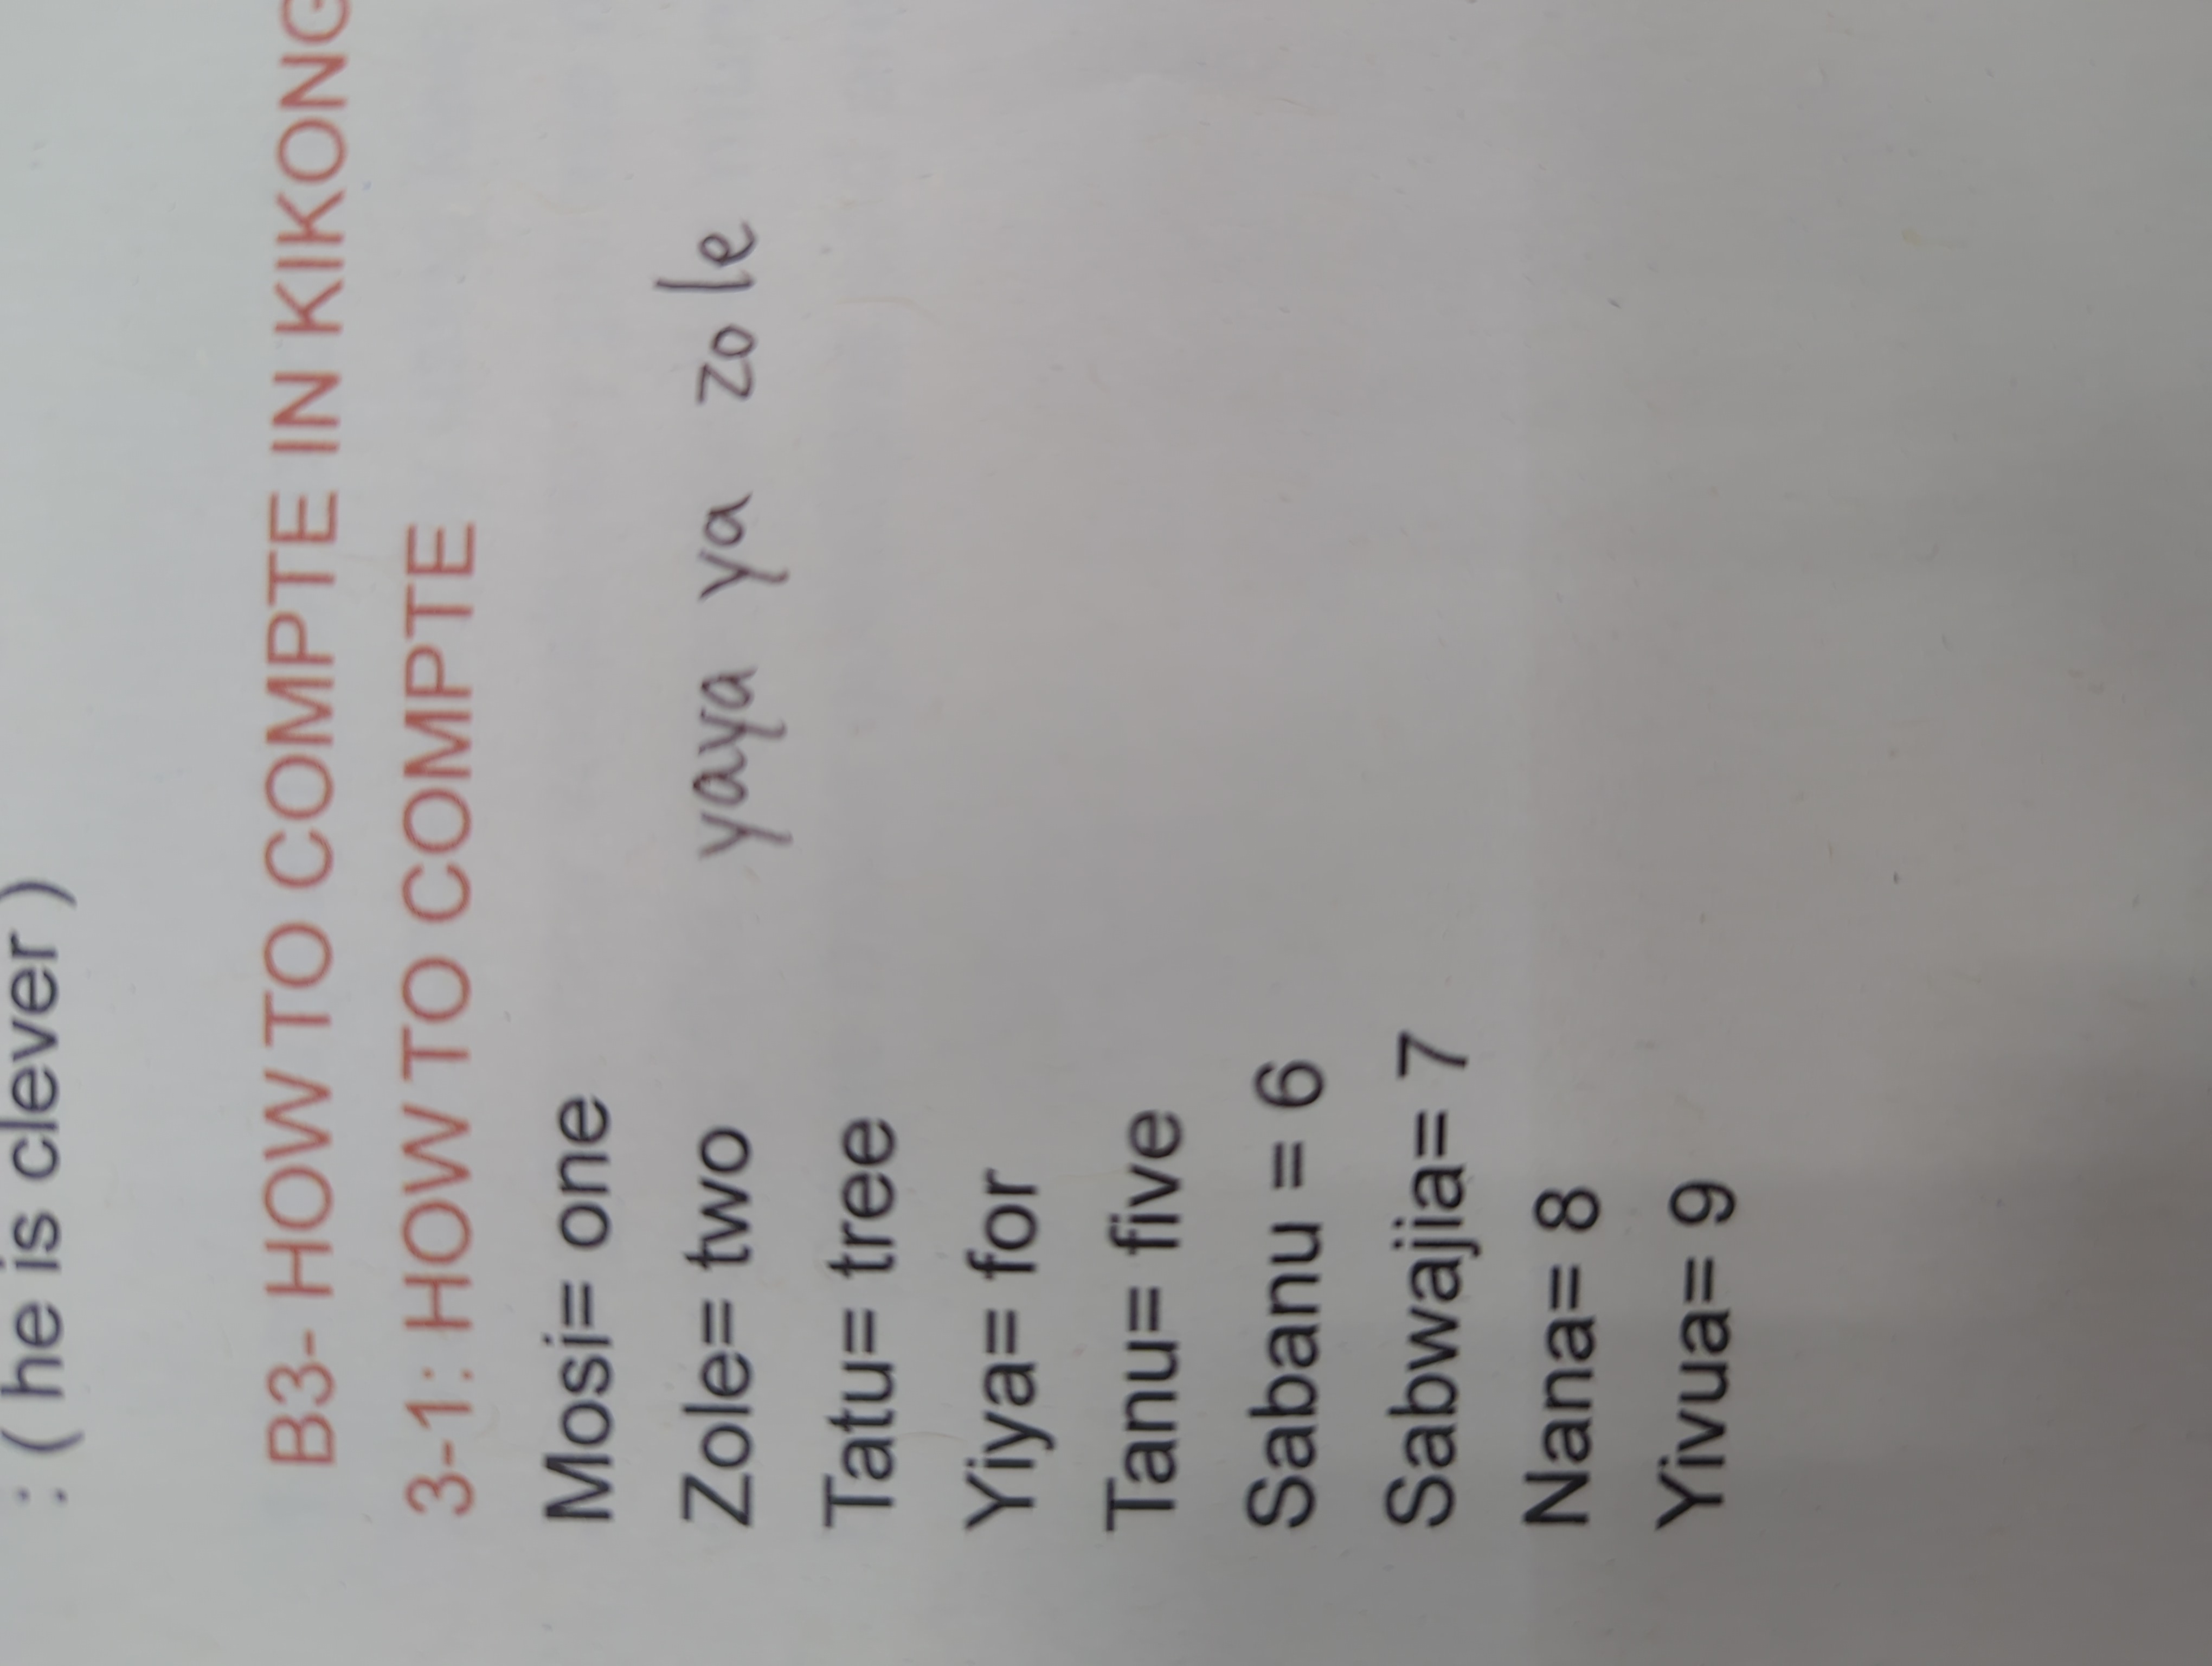 : ( he is clever )
B3- HOW TO COMPTE IN KIKONG
3-1: HOW TO COMPTE
Mosi= one
Zole= two yaya ya zole
Tatu= tree
Yiya= for
Tanu= five
Sabanu = 6
Sabwajia= 7
Nana= 8
Yivua= 9